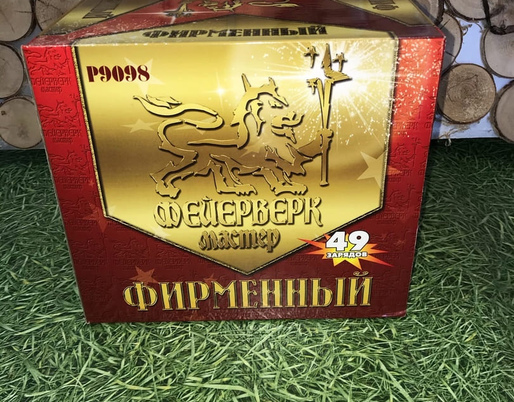 ФИРМЕННЫЙ
Р9098
ФЕЙЕРВЕРК
мастер
49
ЗАРЯДОВ
ФИРМЕННЫЙ